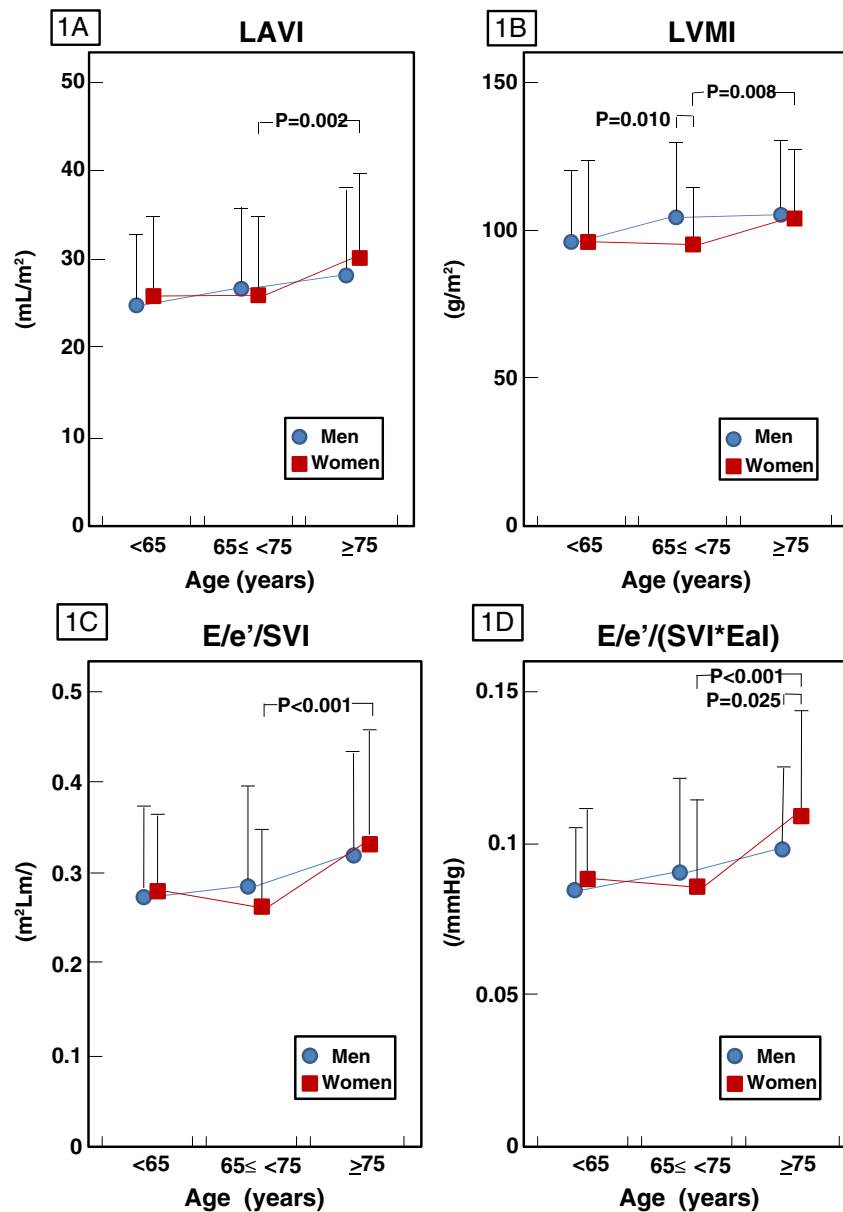 1A
LAVI
50
40
30
20
10
0
(mL/m²)
P=0.002
Men
Women
<65
65≤ <75
≥75
Age (years)
1B
LVMI
150
100
50
0
(g/m²)
P=0.010
P=0.008
Men
Women
<65
65≤ <75
≥75
Age (years)
1C
E/e’/SVI
0.5
0.4
0.3
0.2
0.1
0
(m²Lm/)
P<0.001
Men
Women
<65
65≤ <75
≥75
Age (years)
1D
E/e’/(SVI*EaI)
0.15
0.1
0.05
0
(/mmHg)
P<0.001
P=0.025
Men
Women
<65
65≤ <75
≥75
Age (years)